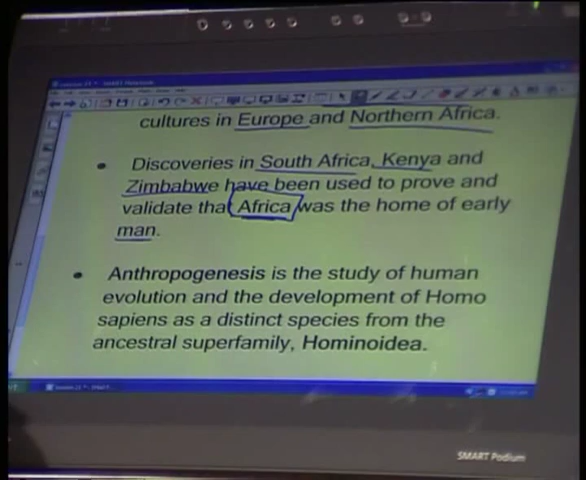 cultures in Europe and Northern Africa.
Discoveries in South Africa, Kenya and
Zimbabwe have been used to prove and
validate that Africa was the home of early
man.
Anthropogenesis is the study of human
evolution and the development of Homo
sapiens as a distinct species from the
ancestral superfamily, Hominoidea.
SMART Podium